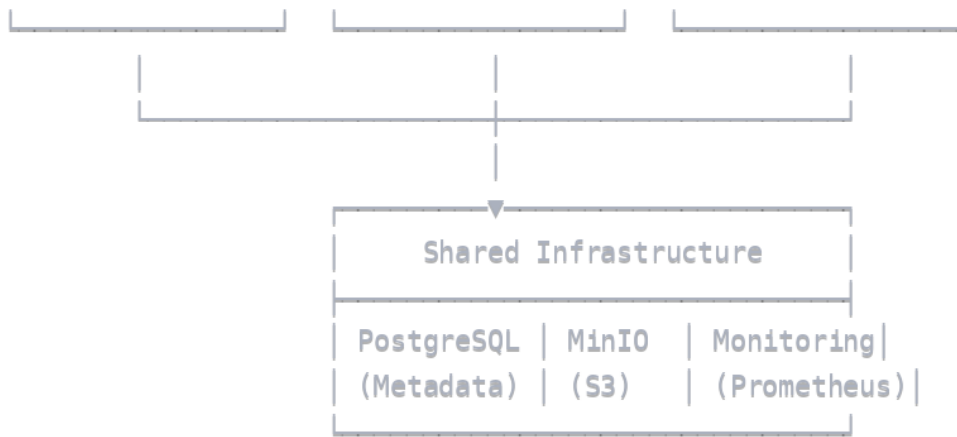 Shared Infrastructure
PostgreSQL | MinIO | Monitoring|
(Metadata) | (S3) | (Prometheus)|